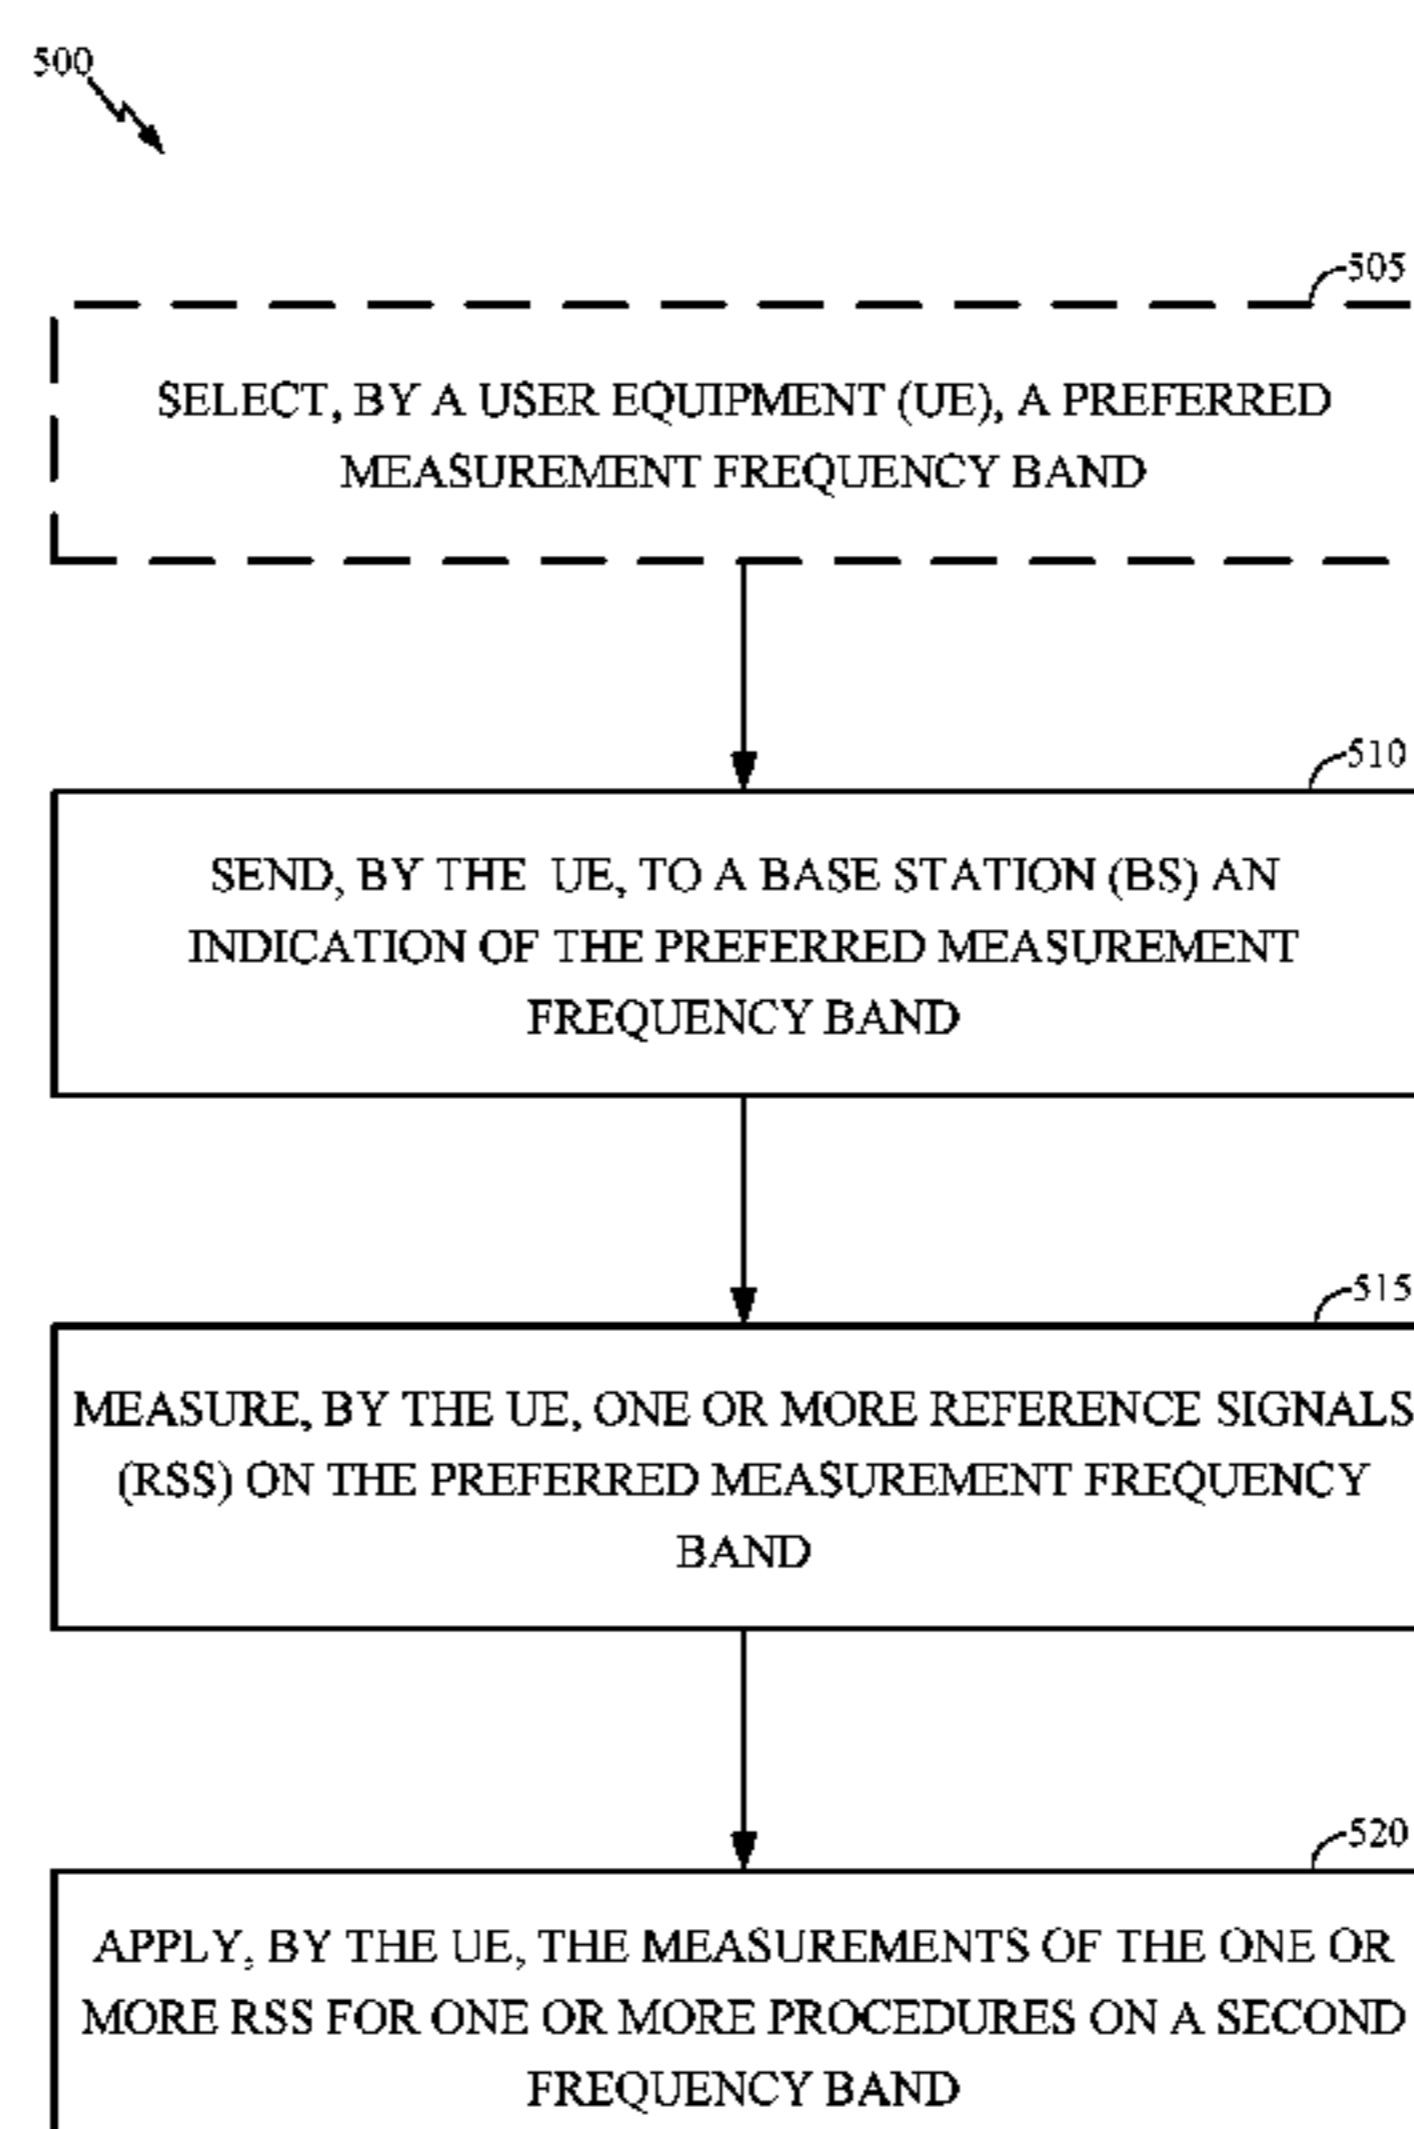 500
505
SELECT, BY A USER EQUIPMENT (UE), A PREFERRED
MEASUREMENT FREQUENCY BAND
510
SEND, BY THE UE, TO A BASE STATION (BS) AN
INDICATION OF THE PREFERRED MEASUREMENT
FREQUENCY BAND
515
MEASURE, BY THE UE, ONE OR MORE REFERENCE SIGNALS
(RSS) ON THE PREFERRED MEASUREMENT FREQUENCY
BAND
520
APPLY, BY THE UE, THE MEASUREMENTS OF THE ONE OR
MORE RSS FOR ONE OR MORE PROCEDURES ON A SECOND
FREQUENCY BAND